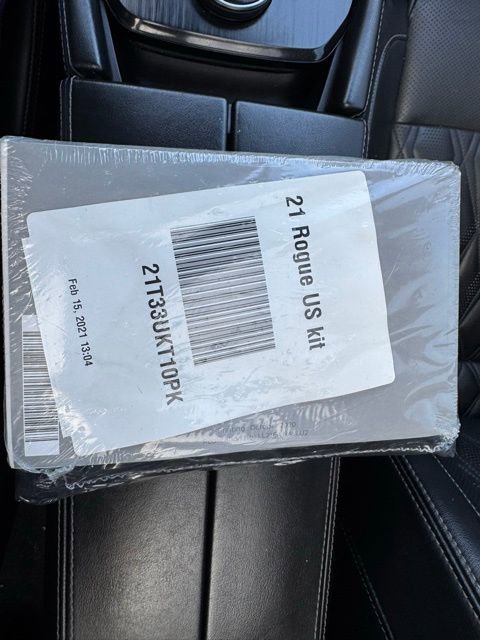 21 Rogue US kit
21T33UKT10PK
Feb 15, 2021 13:04